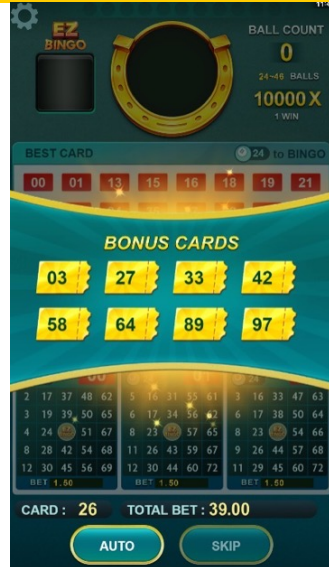 EZ
BINGO
BALL COUNT
0
24~46 BALLS
10000 X
1 WIN
BEST CARD
24 to BINGO
00 01 13 15 16 18 19 21
BONUS CARDS
03 27 33 42
58 64 89 97
2 17 37 48 62
5 16 31 55 61
3 16 33 47 63
3 19 39 50 65
6 17 34 56 62
6 17 38 50 64
4 24 51 67
8 23 57 65
8 23 54 66
8 28 42 54 68
11 26 43 59 67
9 26 44 57 68
12 30 45 56 69
12 30 44 60 72
11 29 45 60 72
BET 1.50
BET 1.50
BET 1.50
CARD : 26 TOTAL BET : 39.00
AUTO SKIP